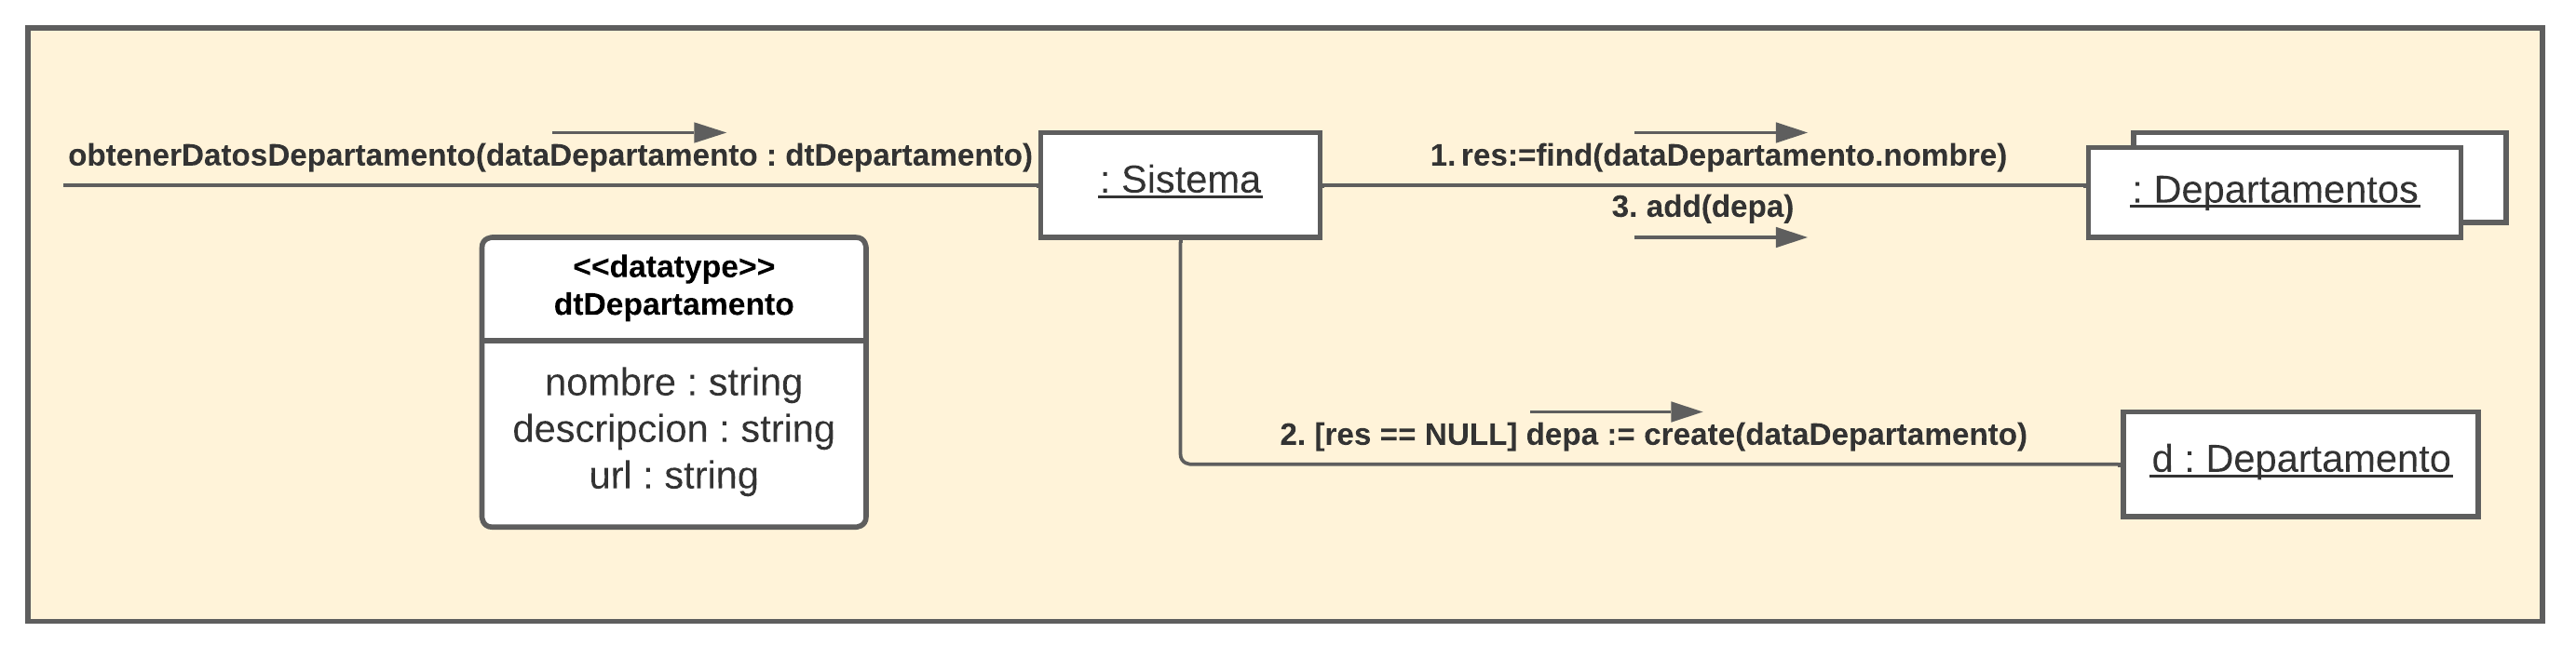 obtenerDatosDepartamento(dataDepartamento : dtDepartamento)
: Sistema
1. res:=find(dataDepartamento.nombre)
3. add(depa)
: Departamentos
<<datatype>>
dtDepartamento
nombre : string
descripcion : string
url : string
2. [res == NULL] depa := create(dataDepartamento)
d : Departamento